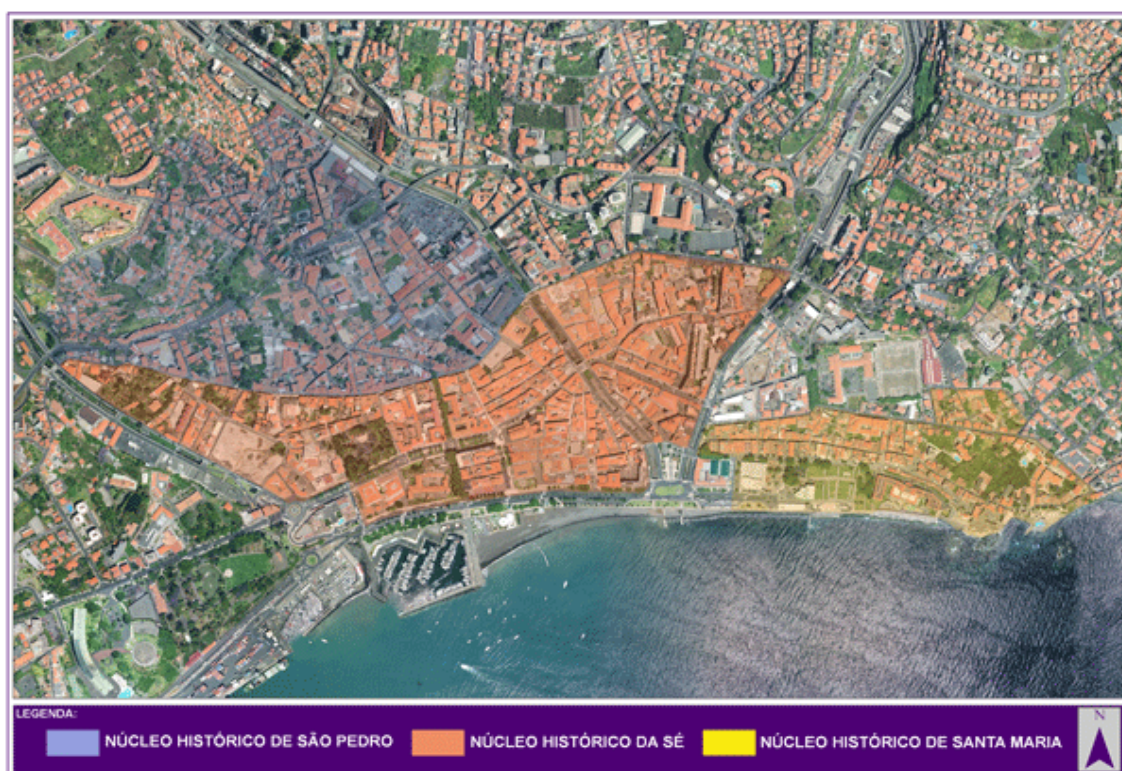 LEGENDA:
NÚCLEO HISTÓRICO DE SÃO PEDRO
NÚCLEO HISTÓRICO DA SÉ
NÚCLEO HISTÓRICO DE SANTA MARIA
N